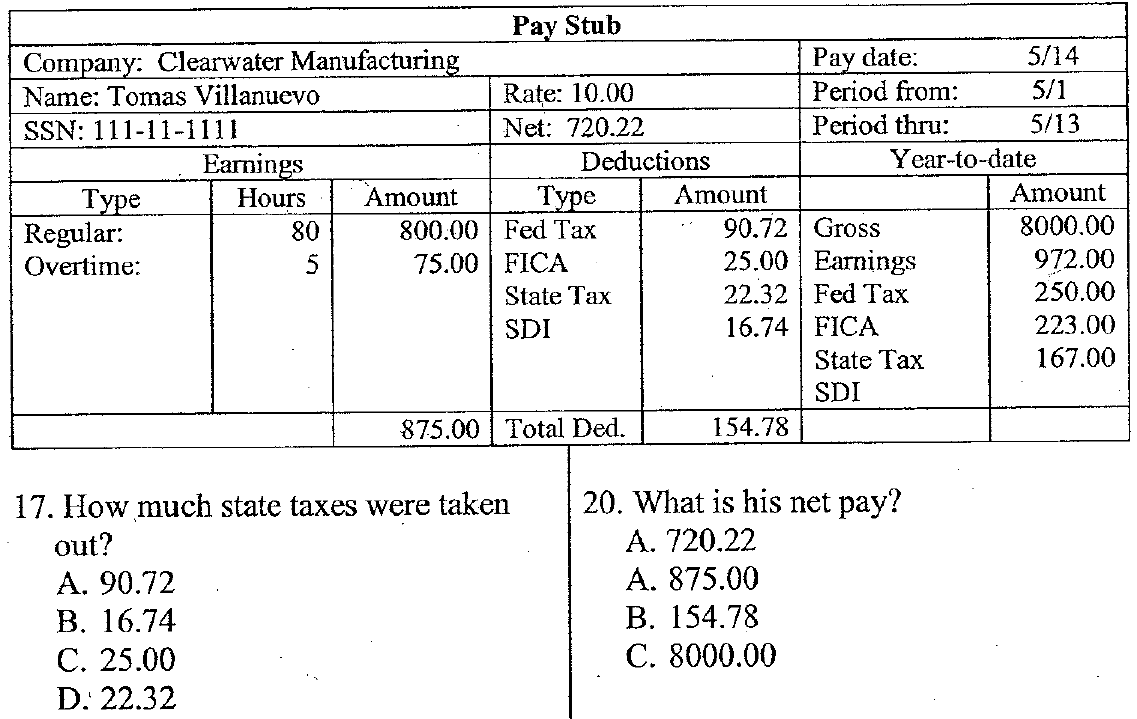 Pay Stub
Company: Clearwater Manufacturing Pay date: 5/14
Name: Tomas Villanuevo Rate: 10.00 Period from: 5/1
SSN: 111-11-1111 Net: 720.22 Period thru: 5/13
Earnings Deductions Year-to-date
Type Hours Amount Type Amount Amount
Regular: 80 800.00 Fed Tax 90.72 Gross 8000.00
Overtime: 5 75.00 FICA 25.00 Earnings 972.00
State Tax 22.32 Fed Tax 250.00
SDI 16.74 FICA 223.00
State Tax 167.00
SDI
875.00 Total Ded. 154.78
17. How much state taxes were taken
out?
A. 90.72
B. 16.74
C. 25.00
D. 22.32
20. What is his net pay?
A. 720.22
A. 875.00
B. 154.78
C. 8000.00